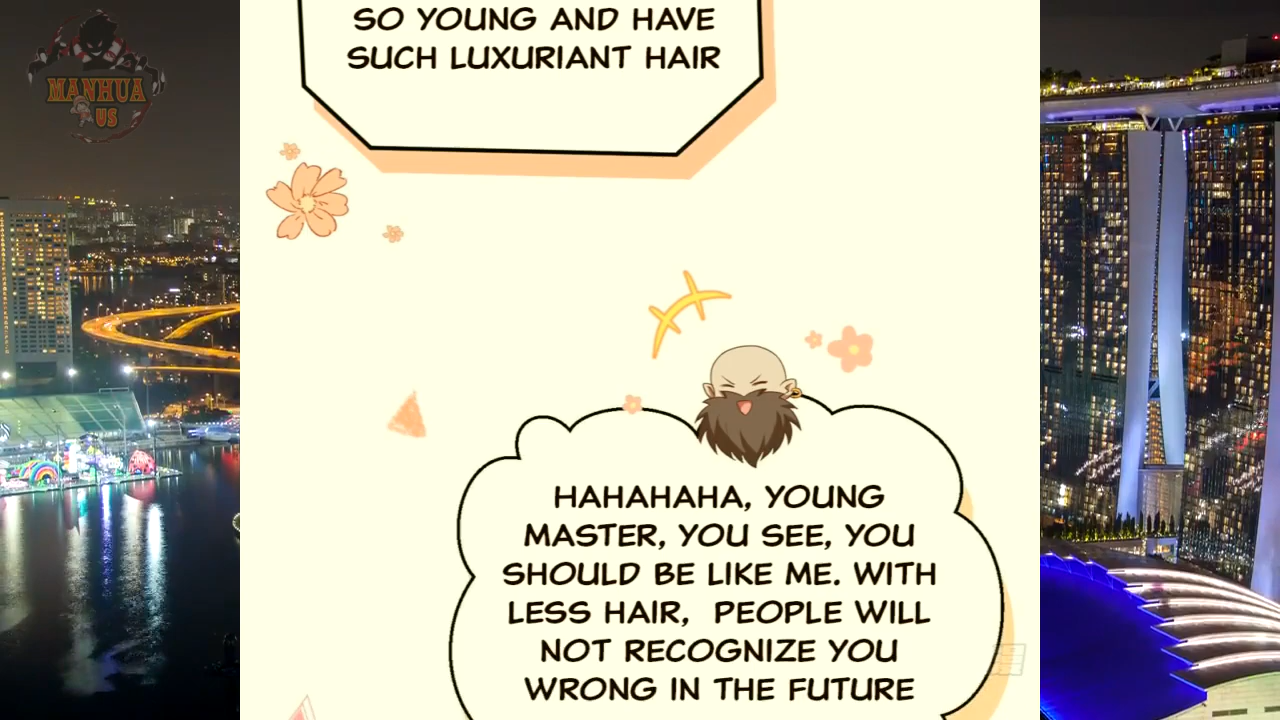 SO YOUNG AND HAVE
SUCH LUXURIANT HAIR
MANHUA
US
HAHAHAHA, YOUNG
MASTER, YOU SEE, YOU
SHOULD BE LIKE ME. WITH
LESS HAIR, PEOPLE WILL
NOT RECOGNIZE YOU
WRONG IN THE FUTURE